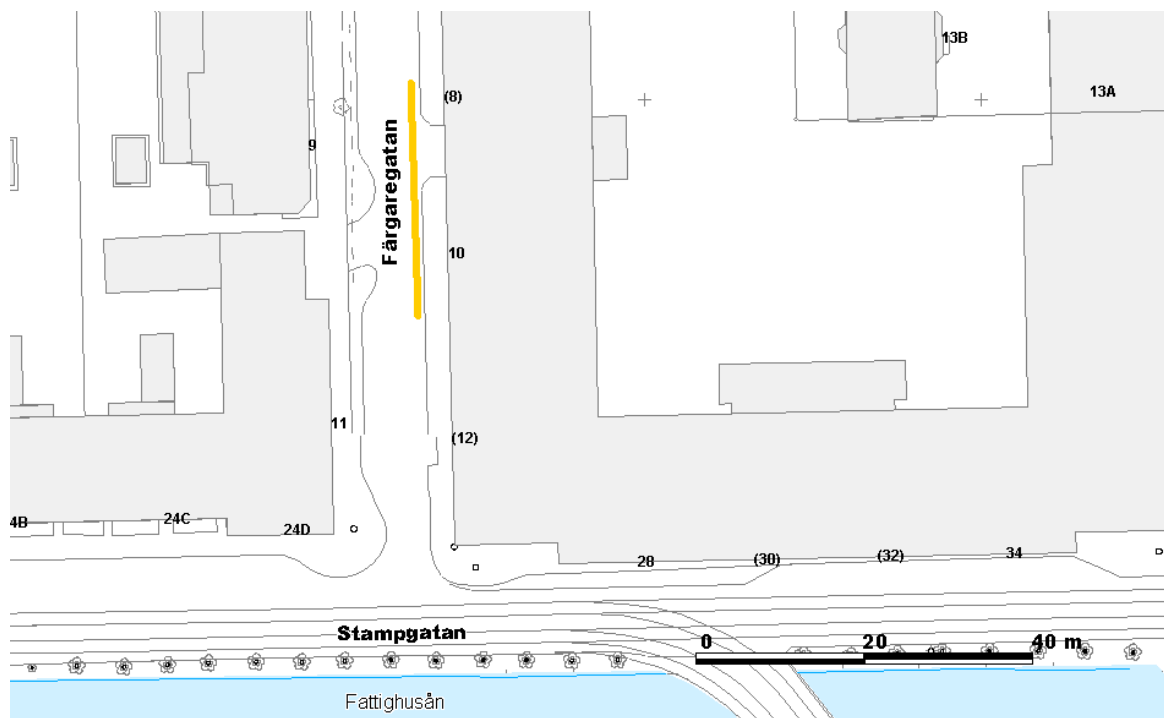 13B
13A
(8)
9
Färgaregatan
10
11
(12)
4B
24C
24D
28
(30)
(32)
34
Stampgatan
0 20 40 m
Fattighusån